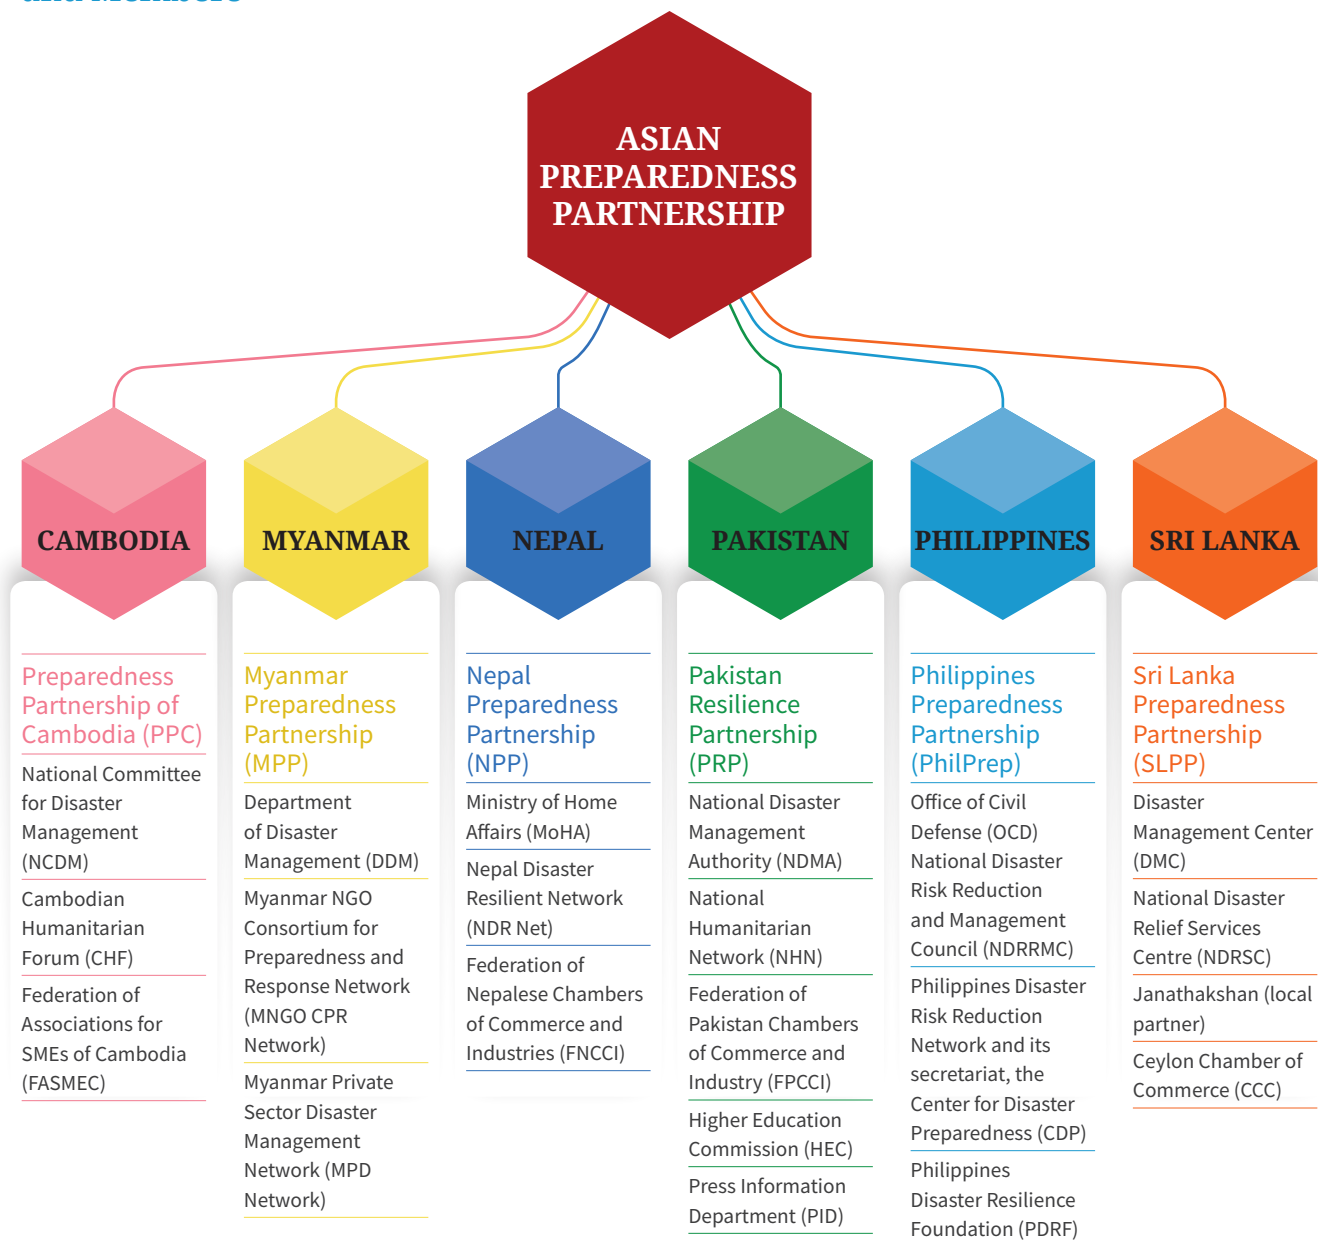 ASIAN
PREPAREDNESS
PARTNERSHIP
CAMBODIA
MYANMAR
NEPAL
PAKISTAN
PHILIPPINES
SRI LANKA
Preparedness
Partnership of
Cambodia (PPC)
National Committee
for Disaster
Management
(NCDM)
Cambodian
Humanitarian
Forum (CHF)
Federation of
Associations for
SMEs of Cambodia
(FASMEC)
Myanmar
Preparedness
Partnership
(MPP)
Department
of Disaster
Management (DDM)
Myanmar NGO
Consortium for
Preparedness and
Response Network
(MNGO CPR
Network)
Myanmar Private
Sector Disaster
Management
Network (MPD
Network)
Nepal
Preparedness
Partnership
(NPP)
Ministry of Home
Affairs (MoHA)
Nepal Disaster
Resilient Network
(NDR Net)
Federation of
Nepalese Chambers
of Commerce and
Industries (FNCCI)
Pakistan
Resilience
Partnership
(PRP)
National Disaster
Management
Authority (NDMA)
National
Humanitarian
Network (NHN)
Federation of
Pakistan Chambers
of Commerce and
Industry (FPCCI)
Higher Education
Commission (HEC)
Press Information
Department (PID)
Philippines
Preparedness
Partnership
(PhilPrep)
Office of Civil
Defense (OCD)
National Disaster
Risk Reduction
and Management
Council (NDRRMC)
Philippines Disaster
Risk Reduction
Network and its
secretariat, the
Center for Disaster
Preparedness (CDP)
Philippines
Disaster Resilience
Foundation (PDRF)
Sri Lanka
Preparedness
Partnership
(SLPP)
Disaster
Management Center
(DMC)
National Disaster
Relief Services
Centre (NDRSC)
Janathakshan (local
partner)
Ceylon Chamber of
Commerce (CCC)